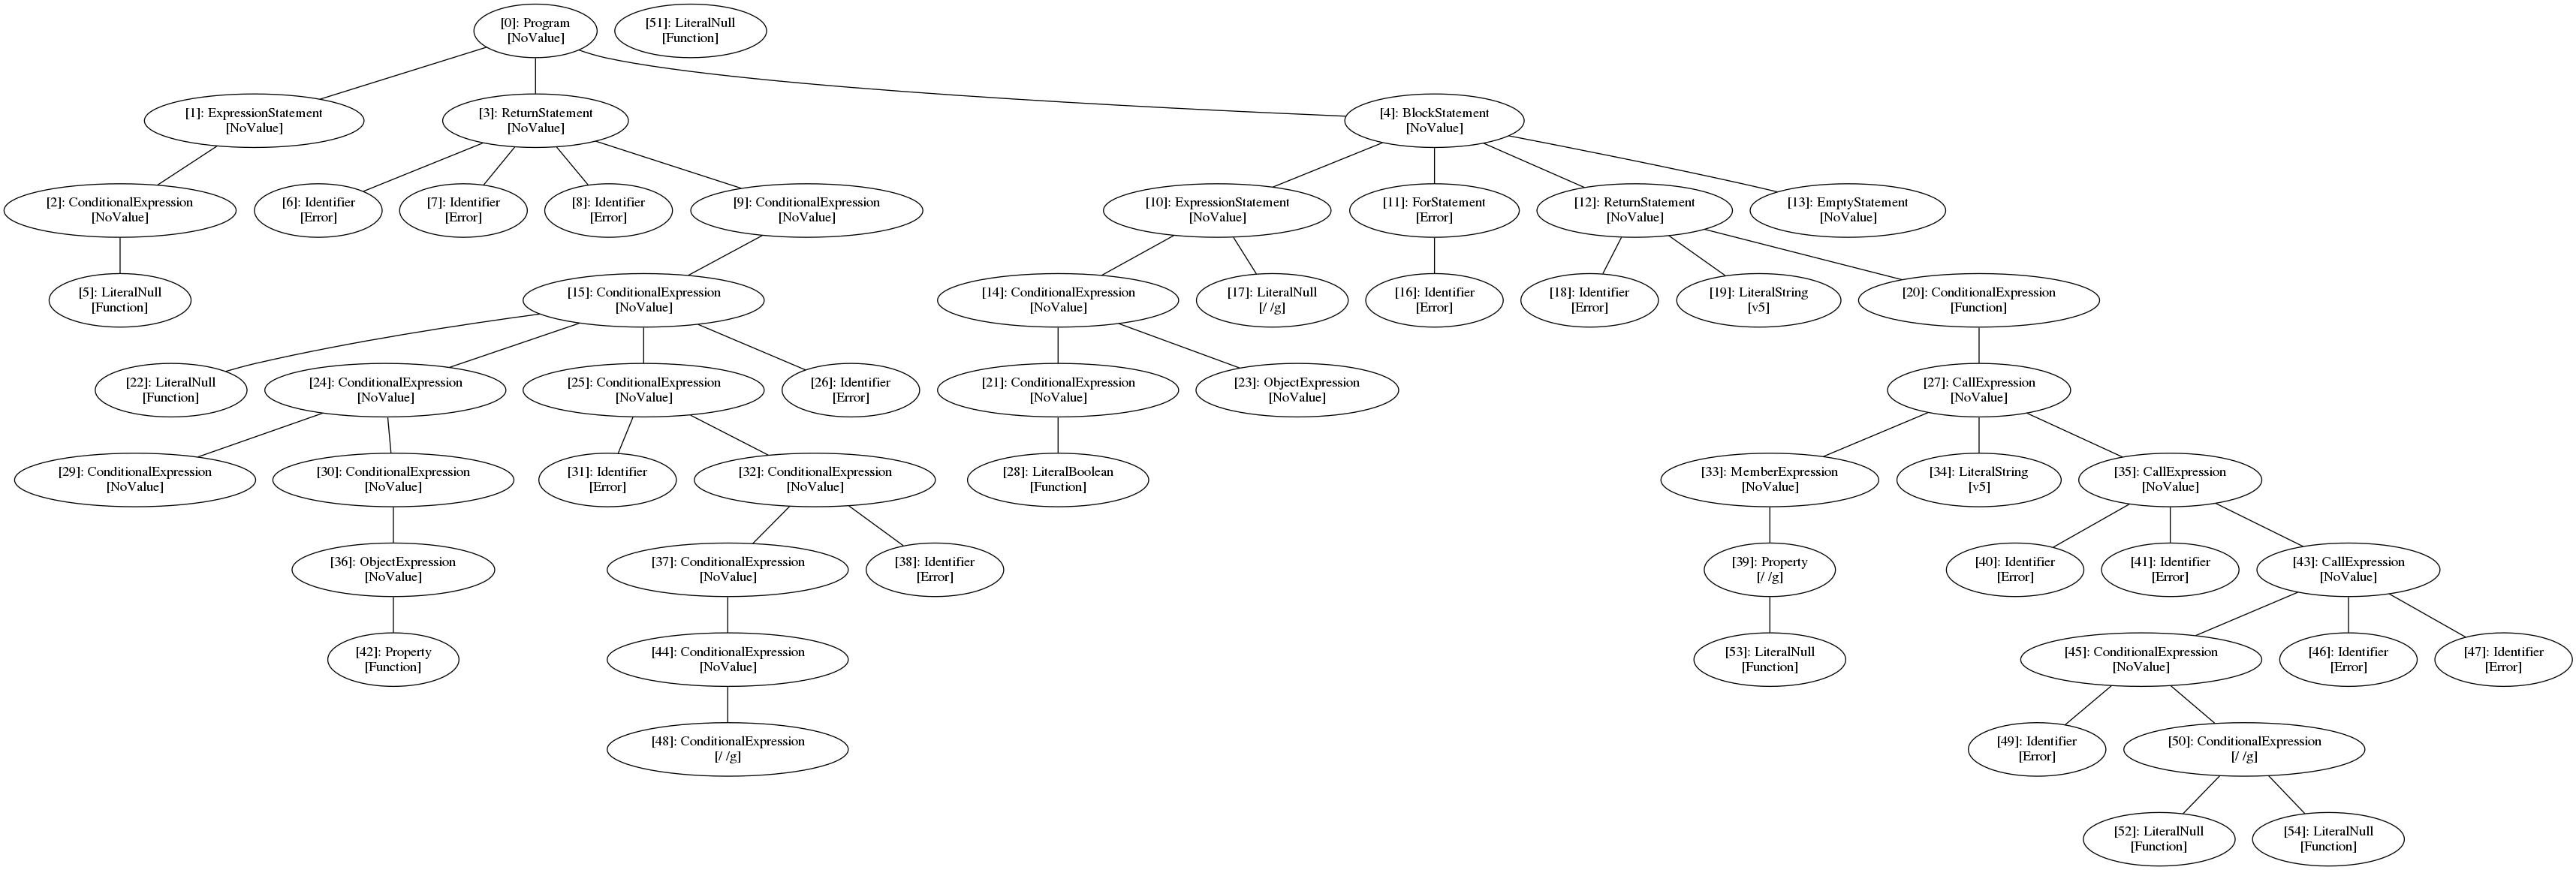 [0]: Program
[NoValue]
[51]: LiteralNull
[Function]
[1]: ExpressionStatement
[NoValue]
[3]: ReturnStatement
[NoValue]
[4]: BlockStatement
[NoValue]
[2]: ConditionalExpression
[NoValue]
[6]: Identifier
[Error]
[7]: Identifier
[Error]
[8]: Identifier
[Error]
[9]: ConditionalExpression
[NoValue]
[10]: ExpressionStatement
[NoValue]
[11]: ForStatement
[Error]
[12]: ReturnStatement
[NoValue]
[13]: EmptyStatement
[NoValue]
[5]: LiteralNull
[Function]
[15]: ConditionalExpression
[NoValue]
[14]: ConditionalExpression
[NoValue]
[17]: LiteralNull
[/ /g]
[16]: Identifier
[Error]
[18]: Identifier
[Error]
[19]: LiteralString
[v5]
[20]: ConditionalExpression
[Function]
[22]: LiteralNull
[Function]
[24]: ConditionalExpression
[NoValue]
[25]: ConditionalExpression
[NoValue]
[26]: Identifier
[Error]
[21]: ConditionalExpression
[NoValue]
[23]: ObjectExpression
[NoValue]
[27]: CallExpression
[NoValue]
[29]: ConditionalExpression
[NoValue]
[30]: ConditionalExpression
[NoValue]
[31]: Identifier
[Error]
[32]: ConditionalExpression
[NoValue]
[28]: LiteralBoolean
[Function]
[33]: MemberExpression
[NoValue]
[34]: LiteralString
[v5]
[35]: CallExpression
[NoValue]
[36]: ObjectExpression
[NoValue]
[37]: ConditionalExpression
[NoValue]
[38]: Identifier
[Error]
[39]: Property
[/ /g]
[40]: Identifier
[Error]
[41]: Identifier
[Error]
[43]: CallExpression
[NoValue]
[42]: Property
[Function]
[44]: ConditionalExpression
[NoValue]
[53]: LiteralNull
[Function]
[45]: ConditionalExpression
[NoValue]
[46]: Identifier
[Error]
[47]: Identifier
[Error]
[48]: ConditionalExpression
[/ /g]
[49]: Identifier
[Error]
[50]: ConditionalExpression
[/ /g]
[52]: LiteralNull
[Function]
[54]: LiteralNull
[Function]